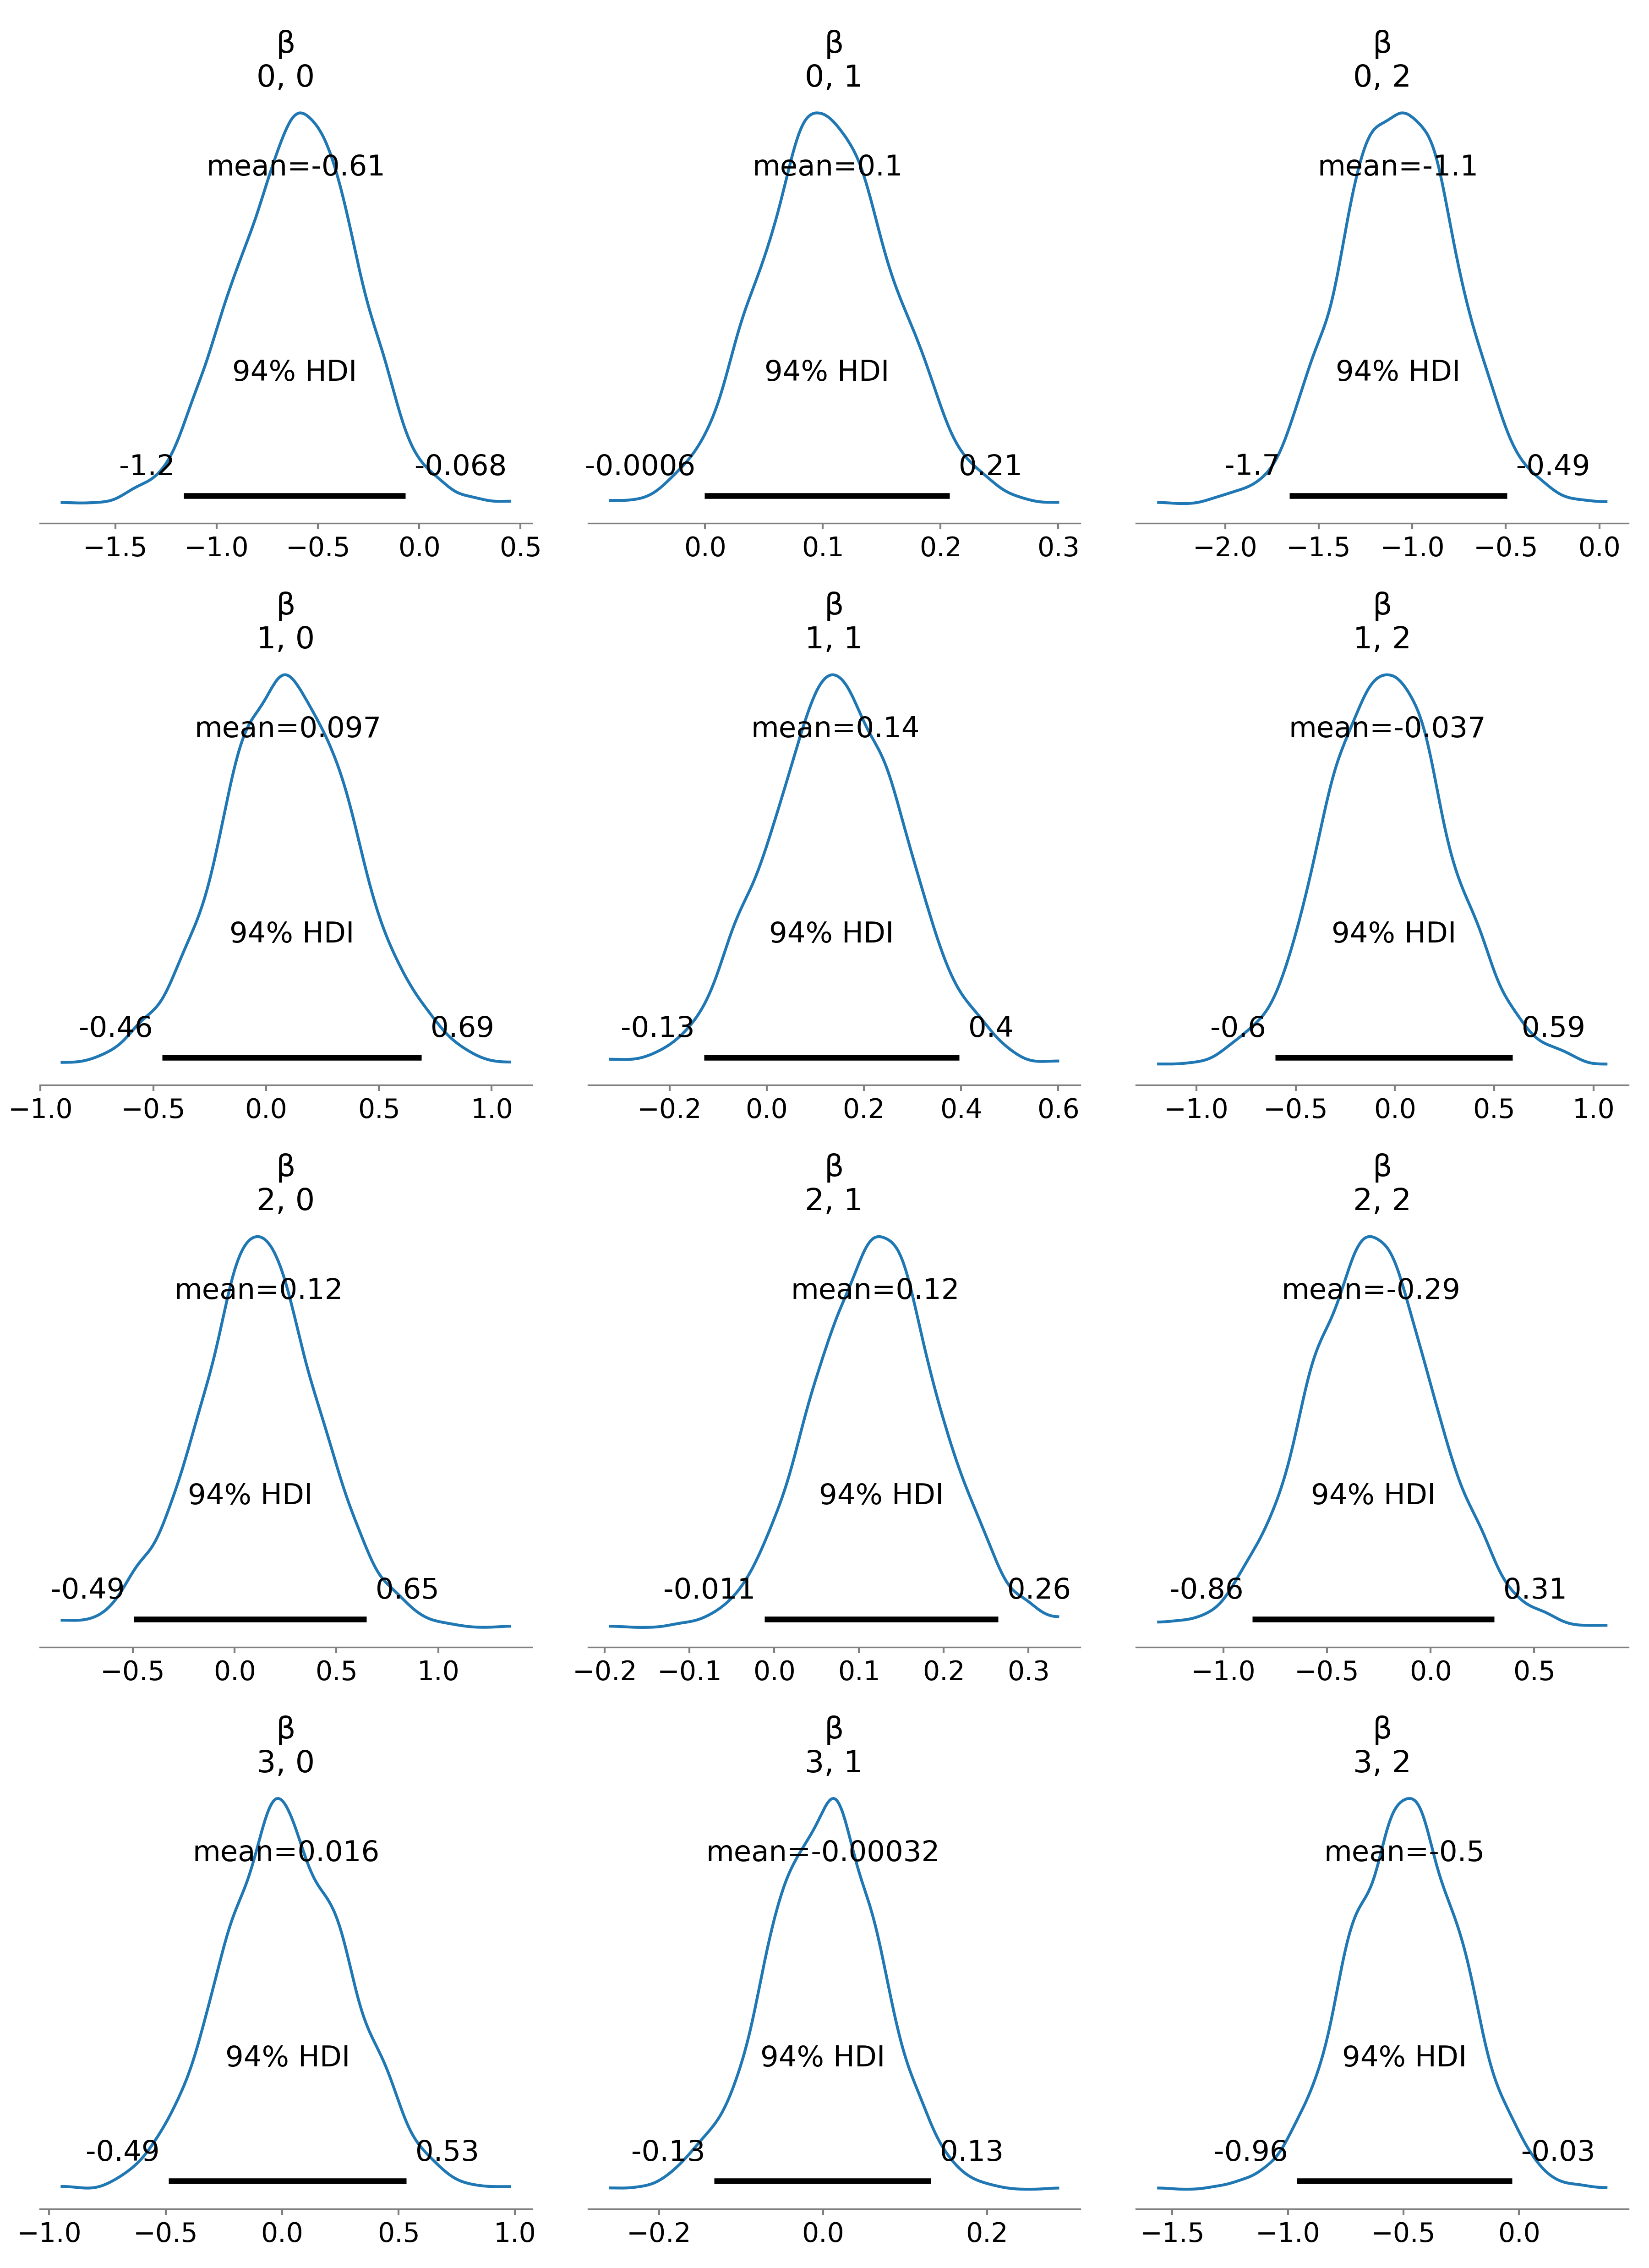 β β β
0, 0 0, 1 0, 2
mean=-0.61 mean=0.1 mean=-1.1
94% HDI 94% HDI 94% HDI
-1.2 -0.068 -0.0006 0.21 -1.7 -0.49
−1.5 −1.0 −0.5 0.0 0.5 0.0 0.1 0.2 0.3 −2.0 −1.5 −1.0 −0.5 0.0
β β β
1, 0 1, 1 1, 2
mean=0.097 mean=0.14 mean=-0.037
94% HDI 94% HDI 94% HDI
-0.46 0.69 -0.13 0.4 -0.6 0.59
−1.0 −0.5 0.0 0.5 1.0 −0.2 0.0 0.2 0.4 0.6 −1.0 −0.5 0.0 0.5 1.0
β β β
2, 0 2, 1 2, 2
mean=0.12 mean=0.12 mean=-0.29
94% HDI 94% HDI 94% HDI
-0.49 0.65 -0.011 0.26 -0.86 0.31
−0.5 0.0 0.5 1.0 −0.2 −0.1 0.0 0.1 0.2 0.3 −1.0 −0.5 0.0 0.5
β β β
3, 0 3, 1 3, 2
mean=0.016 mean=-0.00032 mean=-0.5
94% HDI 94% HDI 94% HDI
-0.49 0.53 -0.13 0.13 -0.96 -0.03
−1.0 −0.5 0.0 0.5 1.0 −0.2 0.0 0.2 −1.5 −1.0 −0.5 0.0